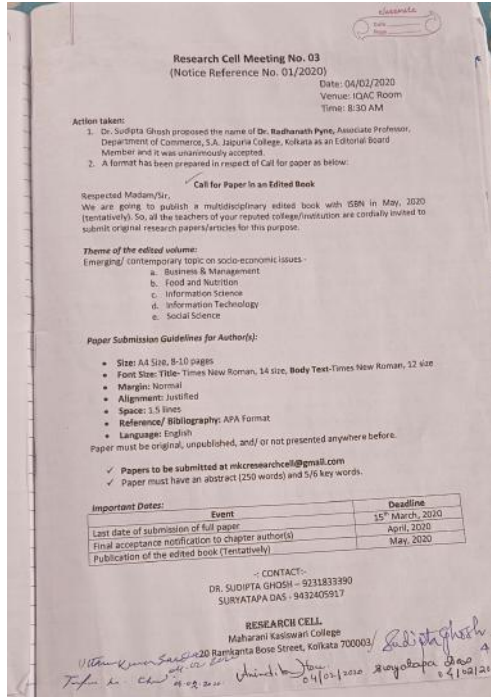 classmate
Date
Page
Research Cell Meeting No. 03
(Notice Reference No. 01/2020)
Date: 04/02/2020
Venue: IQAC Room
Time: 8:30 AM
Action taken:
1. Dr. Sudipta Ghosh proposed the name of Dr. Radhanath Pyne, Associate Professor,
Department of Commerce, S.A. Jaipuria College, Kolkata as an Editorial Board
Member and it was unanimously accepted.
2. A format has been prepared in respect of Call for paper as below:
Call for Paper in an Edited Book
Respected Madam/Sir,
We are going to publish a multidisciplinary edited book with ISBN in May, 2020
(tentatively). So, all the teachers of your reputed college/institution are cordially invited to
submit original research papers/articles for this purpose.
Theme of the edited volume:
Emerging/ contemporary topic on socio-economic issues -
a. Business & Management
b. Food and Nutrition
c. Information Science
d. Information Technology
e. Social Science
Paper Submission Guidelines for Author(s):
• Size: A4 Size, 8-10 pages
• Font Size: Title- Times New Roman, 14 size, Body Text-Times New Roman, 12 size
• Margin: Normal
• Alignment: Justified
• Space: 1.5 lines
• Reference/ Bibliography: APA Format
• Language: English
Paper must be original, unpublished, and/ or not presented anywhere before.
✓ Papers to be submitted at mkcresearchcell@gmail.com
✓ Paper must have an abstract (250 words) and 5/6 key words.
Important Dates:
Event Deadline
Last date of submission of full paper 15th March, 2020
Final acceptance notification to chapter author(s) April, 2020
Publication of the edited book (Tentatively) May, 2020
-: CONTACT:-
DR. SUDIPTA GHOSH – 9231833390
SURYATAPA DAS - 9432405917
RESEARCH CELL
Maharani Kasiswari College
20 Ramkanta Bose Street, Kolkata 700003
Sudipta Ghosh
04/02/2020
Suryatapa Das
04/02/20